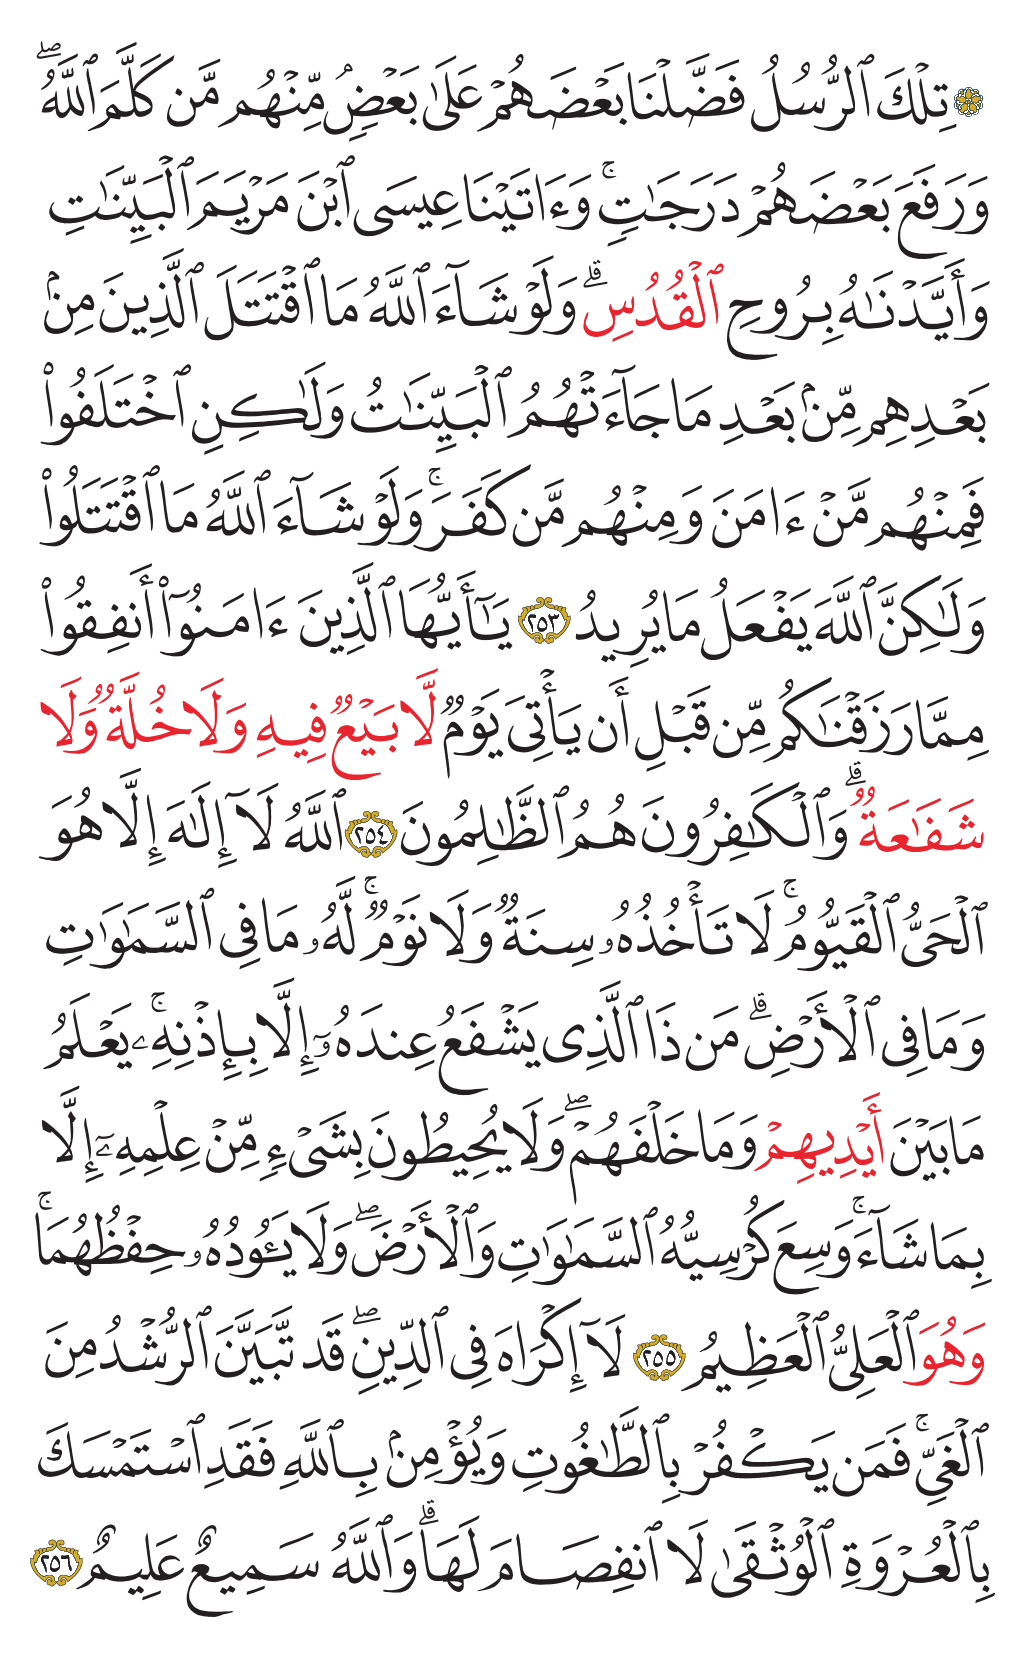 ۞ تِلْكَ ٱلرُّسُلُ فَضَّلْنَا بَعْضَهُمْ عَلَىٰ بَعْضٍۘ مِّنْهُم مَّن كَلَّمَ ٱللَّهُۖ
وَرَفَعَ بَعْضَهُمْ دَرَجَٰتٍۚ وَءَاتَيْنَا عِيسَى ٱبْنَ مَرْيَمَ ٱلْبَيِّنَٰتِ
وَأَيَّدْنَٰهُ بِرُوحِ ٱلْقُدُسِۗ وَلَوْ شَآءَ ٱللَّهُ مَا ٱقْتَتَلَ ٱلَّذِينَ مِنۢ
بَعْدِهِم مِّنۢ بَعْدِ مَا جَآءَتْهُمُ ٱلْبَيِّنَٰتُ وَلَٰكِنِ ٱخْتَلَفُوا۟
فَمِنْهُم مَّنْ ءَامَنَ وَمِنْهُم مَّن كَفَرَۚ وَلَوْ شَآءَ ٱللَّهُ مَا ٱقْتَتَلُوا۟
وَلَٰكِنَّ ٱللَّهَ يَفْعَلُ مَا يُرِيدُ ٢٥٣ يَٰٓأَيُّهَا ٱلَّذِينَ ءَامَنُوٓا۟ أَنفِقُوا۟
مِمَّا رَزَقْنَٰكُم مِّن قَبْلِ أَن يَأْتِىَ يَوْمٌ لَّا بَيْعٌ فِيهِ وَلَا خُلَّةٌ وَلَا
شَفَٰعَةٌۗ وَٱلْكَٰفِرُونَ هُمُ ٱلظَّٰلِمُونَ ٢٥٤ ٱللَّهُ لَآ إِلَٰهَ إِلَّا هُوَ
ٱلْحَىُّ ٱلْقَيُّومُۚ لَا تَأْخُذُهُۥ سِنَةٌ وَلَا نَوْمٌۚ لَّهُۥ مَا فِى ٱلسَّمَٰوَٰتِ
وَمَا فِى ٱلْأَرْضِۗ مَن ذَا ٱلَّذِى يَشْفَعُ عِندَهُۥٓ إِلَّا بِإِذْنِهِۦۚ يَعْلَمُ
مَا بَيْنَ أَيْدِيهِمْ وَمَا خَلْفَهُمْۖ وَلَا يُحِيطُونَ بِشَىْءٍ مِّنْ عِلْمِهِۦٓ إِلَّا
بِمَا شَآءَۚ وَسِعَ كُرْسِيُّهُ ٱلسَّمَٰوَٰتِ وَٱلْأَرْضَۖ وَلَا يَـُٔودُهُۥ حِفْظُهُمَاۚ
وَهُوَ ٱلْعَلِىُّ ٱلْعَظِيمُ ٢٥٥ لَآ إِكْرَاهَ فِى ٱلدِّينِۖ قَد تَّبَيَّنَ ٱلرُّشْدُ مِنَ
ٱلْغَىِّۚ فَمَن يَكْفُرْ بِٱلطَّٰغُوتِ وَيُؤْمِنۢ بِٱللَّهِ فَقَدِ ٱسْتَمْسَكَ
بِٱلْعُرْوَةِ ٱلْوُثْقَىٰ لَا ٱنفِصَامَ لَهَاۗ وَٱللَّهُ سَمِيعٌ عَلِيمٌ ٢٥٦